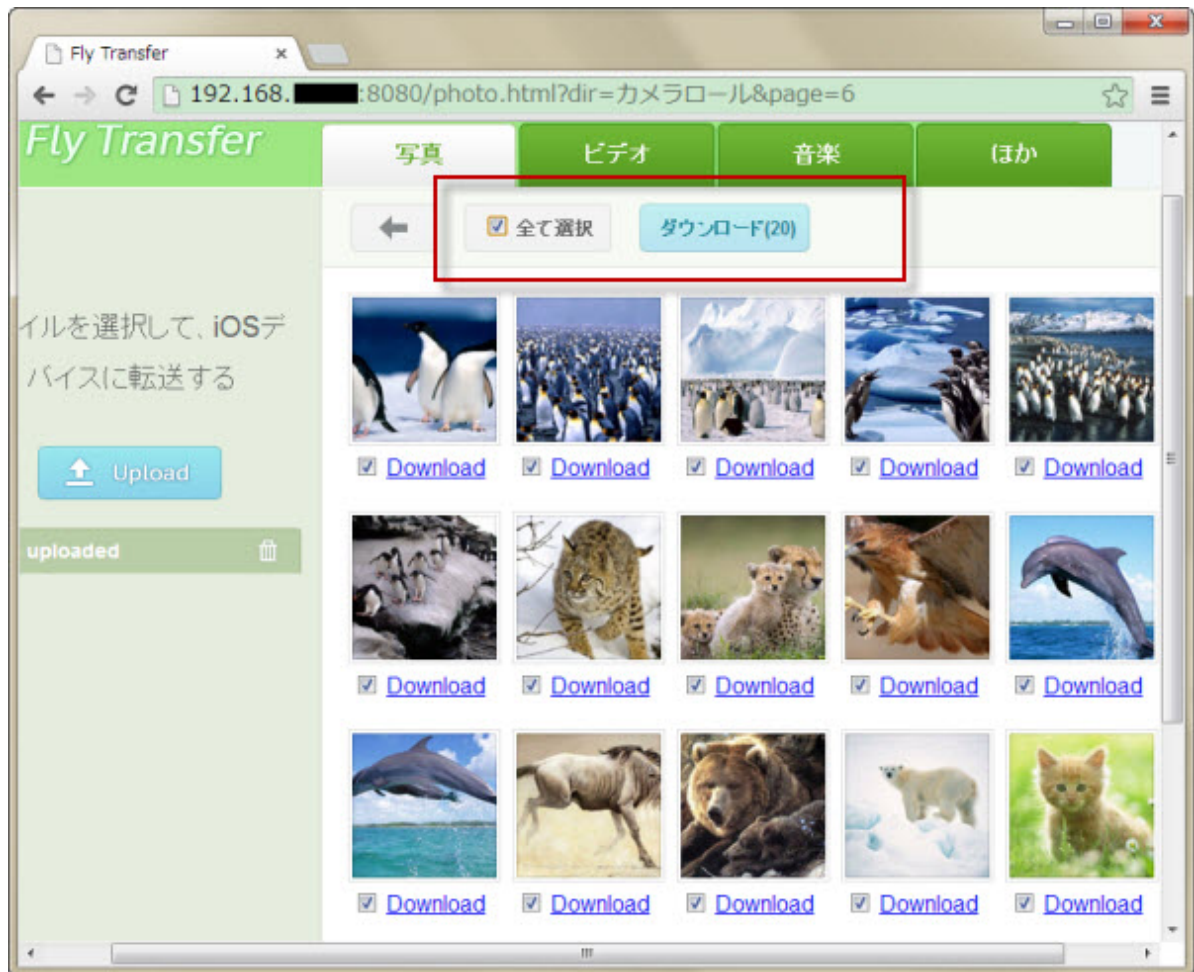 Fly Transfer
192.168. :8080/photo.html?dir=カメラロール&page=6
Fly Transfer
写真 ビデオ 音楽 ほか
全て選択 ダウンロード(20)
イルを選択して、iOSデ
バイスに転送する
Upload
uploaded
Download Download Download Download Download
Download Download Download Download Download
Download Download Download Download Download